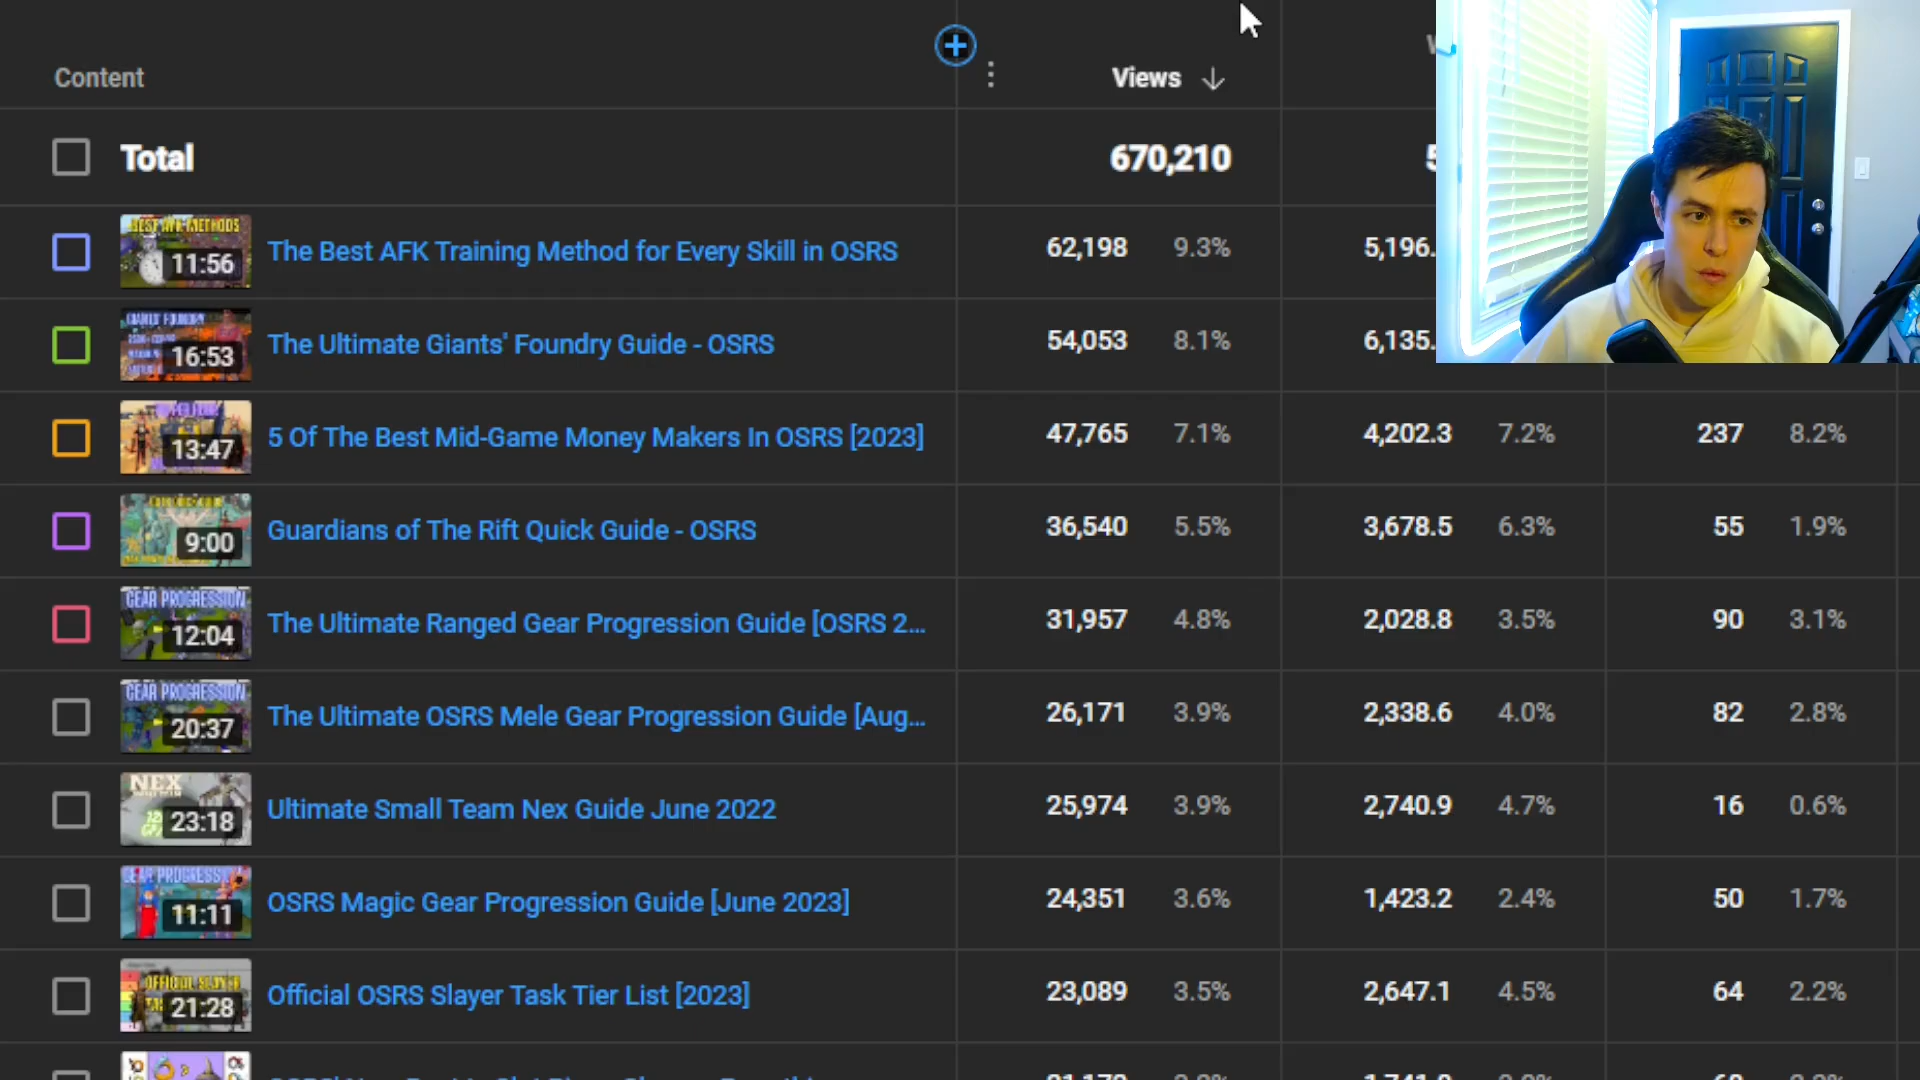 Content
Views
Total 670,210
BEST AFK METHODS
11:56 The Best AFK Training Method for Every Skill in OSRS 62,198 9.3% 5,196.
16:53 The Ultimate Giants' Foundry Guide - OSRS 54,053 8.1% 6,135.
13:47 5 Of The Best Mid-Game Money Makers In OSRS [2023] 47,765 7.1% 4,202.3 7.2% 237 8.2%
9:00 Guardians of The Rift Quick Guide - OSRS 36,540 5.5% 3,678.5 6.3% 55 1.9%
GEAR PROGRESSION
12:04 The Ultimate Ranged Gear Progression Guide [OSRS 2... 31,957 4.8% 2,028.8 3.5% 90 3.1%
GEAR PROGRESSION
20:37 The Ultimate OSRS Mele Gear Progression Guide [Aug... 26,171 3.9% 2,338.6 4.0% 82 2.8%
NEX
23:18 Ultimate Small Team Nex Guide June 2022 25,974 3.9% 2,740.9 4.7% 16 0.6%
11:11 OSRS Magic Gear Progression Guide [June 2023] 24,351 3.6% 1,423.2 2.4% 50 1.7%
OFFICIAL SLAYER
21:28 Official OSRS Slayer Task Tier List [2023] 23,089 3.5% 2,647.1 4.5% 64 2.2%